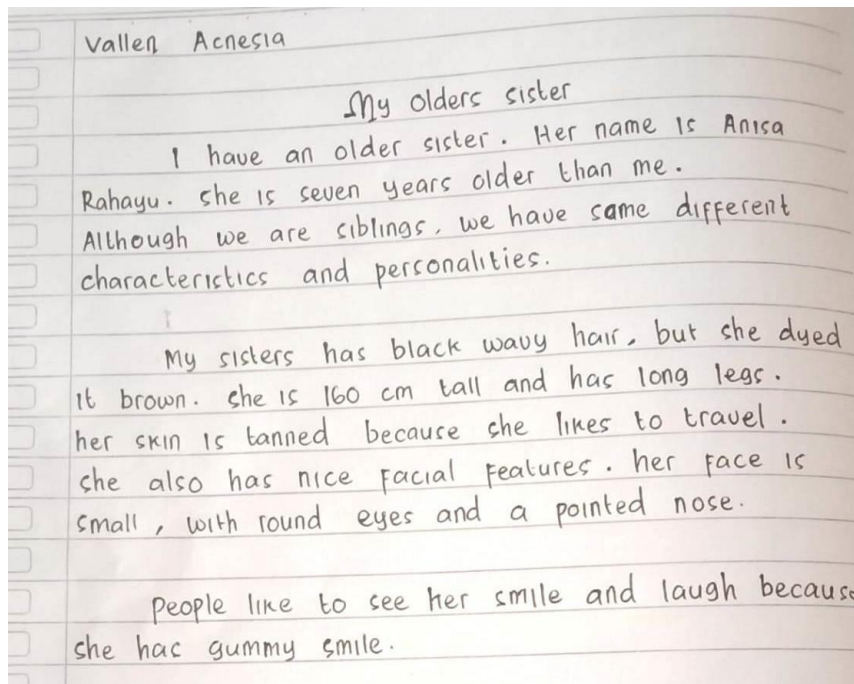 Vallen Acnesia
My olders sister
I have an older sister. Her name is Anisa
Rahayu. she is seven years older than me.
Although we are siblings, we have same different
characteristics and personalities.
My sisters has black wavy hair, but she dyed
it brown. she is 160 cm tall and has long legs.
her skin is tanned because she likes to travel.
she also has nice facial features. her face is
small, with round eyes and a pointed nose.
people like to see her smile and laugh because
she has gummy smile.